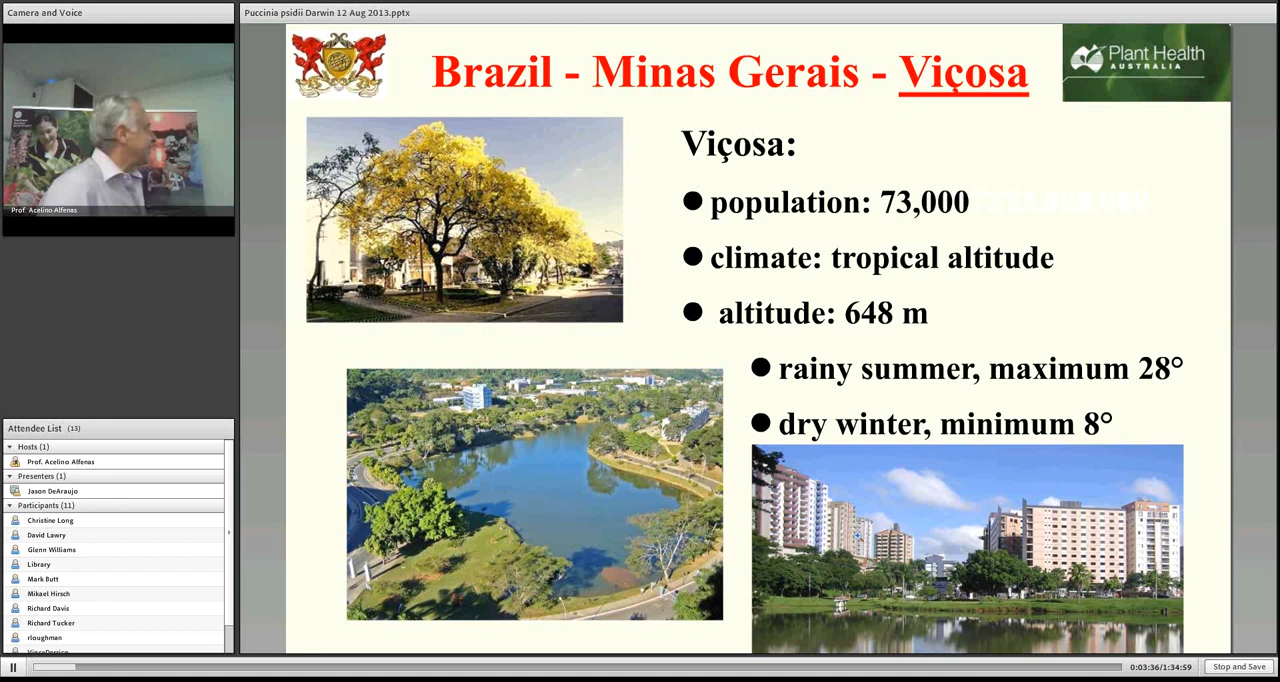 Camera and Voice
Prof. Acelino Alfenas
Attendee List (13)
Hosts (1)
Prof. Acelino Alfenas
Presenters (1)
Jason DeAraujo
Participants (11)
Christine Long
David Lawry
Glenn Williams
Library
Mark Butt
Mikael Hirsch
Richard Davis
Richard Tucker
rloughman
Puccinia psidii Darwin 12 Aug 2013.pptx
Brazil - Minas Gerais - Viçosa
Plant Health
AUSTRALIA
Viçosa:
● population: 73,000
● climate: tropical altitude
● altitude: 648 m
● rainy summer, maximum 28°
● dry winter, minimum 8°
0:03:36/1:34:59
Stop and Save